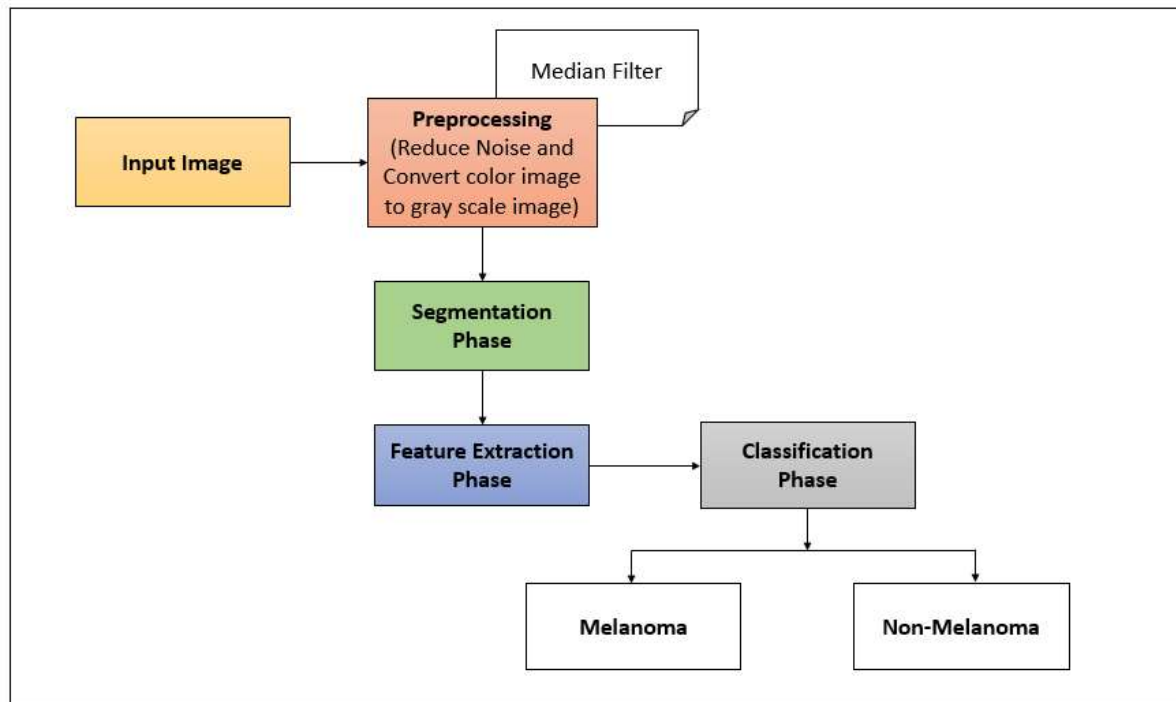 Median Filter
Input Image
Preprocessing
(Reduce Noise and
Convert color image
to gray scale image)
Segmentation
Phase
Feature Extraction
Phase
Classification
Phase
Melanoma
Non-Melanoma